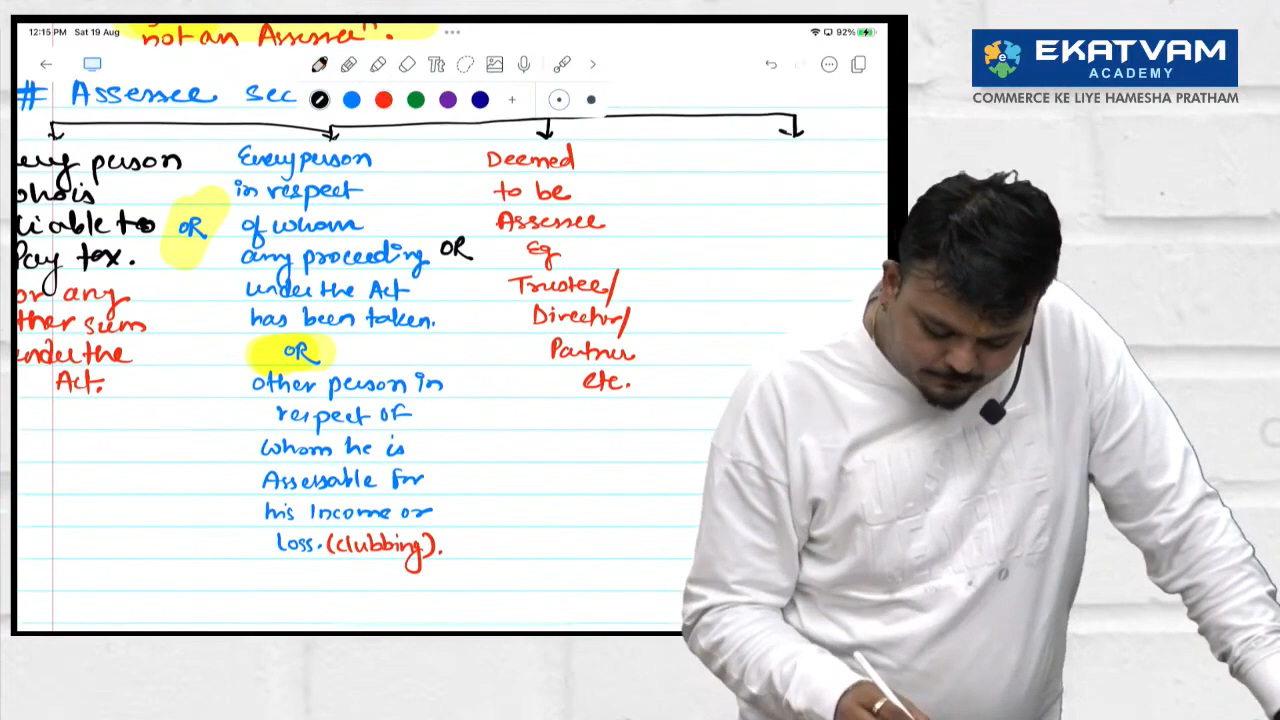 12:15 PM Sat 19 Aug
92%
not an Assessee".
# Assessee sec
ery person
who is
liable to
Pay tax.
or any
ther sum
under the
Act.
OR
Every person
in respect
of whom
any proceeding
under the Act
has been taken.
OR
other person in
respect of
whom he is
Assessable for
his Income or
loss. (clubbing).
OR
Deemed
to be
Assessee
Eg
Trustee/
Director/
Partner
etc.
EKATVAM
ACADEMY
COMMERCE KE LIYE HAMESHA PRATHAM